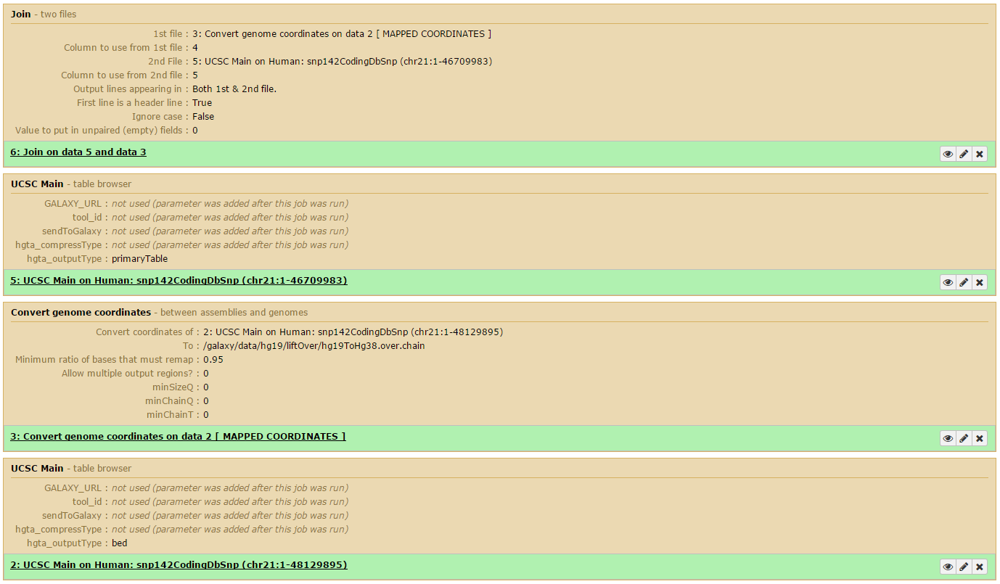 Join - two files
1st file : 3: Convert genome coordinates on data 2 [ MAPPED COORDINATES ]
Column to use from 1st file : 4
2nd File : 5: UCSC Main on Human: snp142CodingDbSnp (chr21:1-46709983)
Column to use from 2nd file : 5
Output lines appearing in : Both 1st & 2nd file.
First line is a header line : True
Ignore case : False
Value to put in unpaired (empty) fields : 0
6: Join on data 5 and data 3
UCSC Main - table browser
GALAXY_URL : not used (parameter was added after this job was run)
tool_id : not used (parameter was added after this job was run)
sendToGalaxy : not used (parameter was added after this job was run)
hgta_compressType : not used (parameter was added after this job was run)
hgta_outputType : primaryTable
5: UCSC Main on Human: snp142CodingDbSnp (chr21:1-46709983)
Convert genome coordinates - between assemblies and genomes
Convert coordinates of : 2: UCSC Main on Human: snp142CodingDbSnp (chr21:1-48129895)
To : /galaxy/data/hg19/liftOver/hg19ToHg38.over.chain
Minimum ratio of bases that must remap : 0.95
Allow multiple output regions? : 0
minSizeQ : 0
minChainQ : 0
minChainT : 0
3: Convert genome coordinates on data 2 [ MAPPED COORDINATES ]
UCSC Main - table browser
GALAXY_URL : not used (parameter was added after this job was run)
tool_id : not used (parameter was added after this job was run)
sendToGalaxy : not used (parameter was added after this job was run)
hgta_compressType : not used (parameter was added after this job was run)
hgta_outputType : bed
2: UCSC Main on Human: snp142CodingDbSnp (chr21:1-48129895)